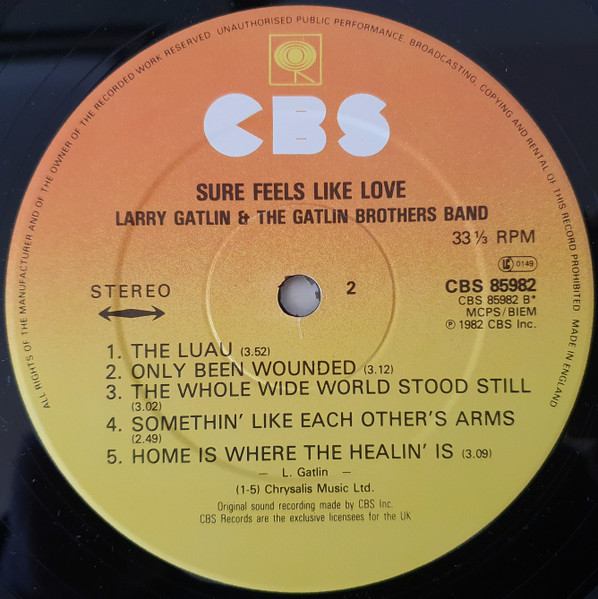 ALL RIGHTS OF THE MANUFACTURER AND OF THE OWNER OF THE RECORDED WORK RESERVED UNAUTHORISED PUBLIC PERFORMANCE, BROADCASTING, COPYING AND RENTAL OF THIS RECORD PROHIBITED MADE IN ENGLAND
CBS
SURE FEELS LIKE LOVE
LARRY GATLIN & THE GATLIN BROTHERS BAND
33 ⅓ RPM
LC 0149
STEREO
2
CBS 85982
CBS 85982 B*
MCPS/BIEM
℗ 1982 CBS Inc.
1. THE LUAU (3.52)
2. ONLY BEEN WOUNDED (3.12)
3. THE WHOLE WIDE WORLD STOOD STILL
(3.02)
4. SOMETHIN' LIKE EACH OTHER'S ARMS
(2.49)
5. HOME IS WHERE THE HEALIN' IS (3.09)
– L. Gatlin –
(1-5) Chrysalis Music Ltd.
Original sound recording made by CBS Inc.
CBS Records are the exclusive licensees for the UK